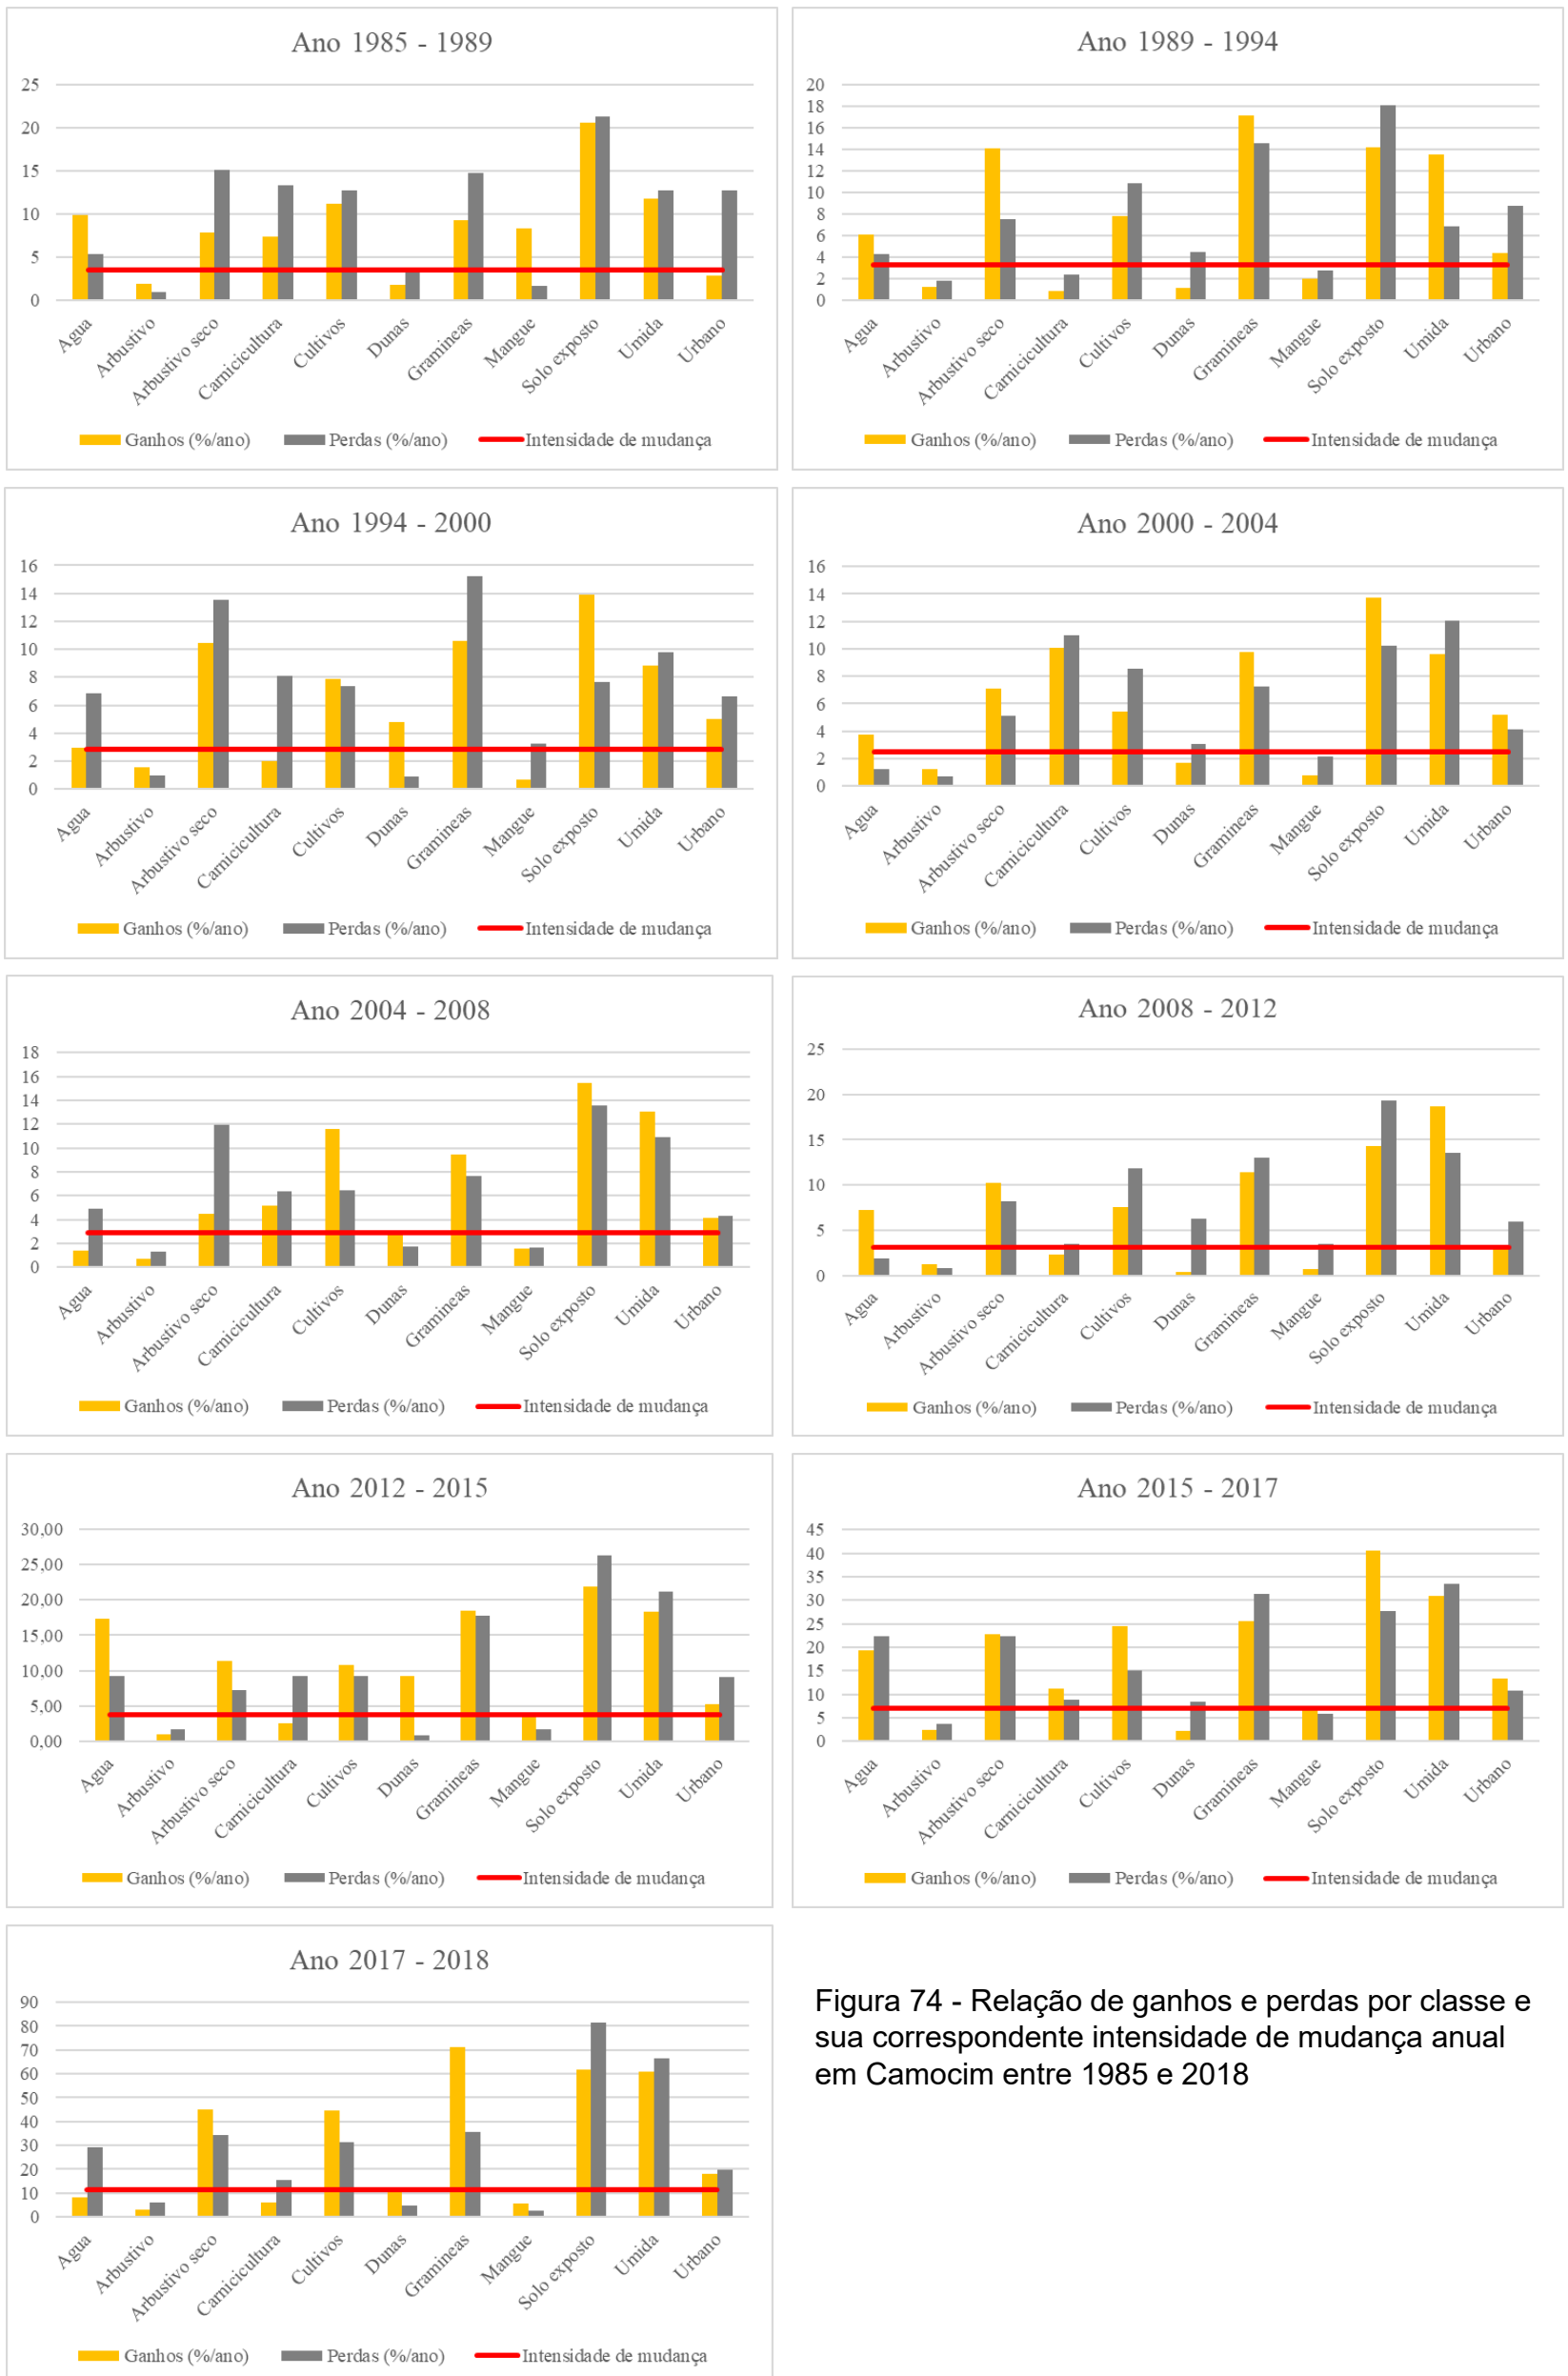 Ano 1985 - 1989
25
20
15
10
5
0
Agua
Arbustivo
Arbustivo seco
Carnicicultura
Cultivos
Dunas
Gramineas
Mangue
Solo exposto
Umida
Urbano
Ganhos (%/ano) Perdas (%/ano) Intensidade de mudança
Ano 1989 - 1994
20
18
16
14
12
10
8
6
4
2
0
Agua
Arbustivo
Arbustivo seco
Carnicicultura
Cultivos
Dunas
Gramineas
Mangue
Solo exposto
Umida
Urbano
Ganhos (%/ano) Perdas (%/ano) Intensidade de mudança
Ano 1994 - 2000
16
14
12
10
8
6
4
2
0
Agua
Arbustivo
Arbustivo seco
Carnicicultura
Cultivos
Dunas
Gramineas
Mangue
Solo exposto
Umida
Urbano
Ganhos (%/ano) Perdas (%/ano) Intensidade de mudança
Ano 2000 - 2004
16
14
12
10
8
6
4
2
0
Agua
Arbustivo
Arbustivo seco
Carnicicultura
Cultivos
Dunas
Gramineas
Mangue
Solo exposto
Umida
Urbano
Ganhos (%/ano) Perdas (%/ano) Intensidade de mudança
Ano 2004 - 2008
18
16
14
12
10
8
6
4
2
0
Agua
Arbustivo
Arbustivo seco
Carnicicultura
Cultivos
Dunas
Gramineas
Mangue
Solo exposto
Umida
Urbano
Ganhos (%/ano) Perdas (%/ano) Intensidade de mudança
Ano 2008 - 2012
25
20
15
10
5
0
Agua
Arbustivo
Arbustivo seco
Carnicicultura
Cultivos
Dunas
Gramineas
Mangue
Solo exposto
Umida
Urbano
Ganhos (%/ano) Perdas (%/ano) Intensidade de mudança
Ano 2012 - 2015
30,00
25,00
20,00
15,00
10,00
5,00
0,00
Agua
Arbustivo
Arbustivo seco
Carnicicultura
Cultivos
Dunas
Gramineas
Mangue
Solo exposto
Umida
Urbano
Ganhos (%/ano) Perdas (%/ano) Intensidade de mudança
Ano 2015 - 2017
45
40
35
30
25
20
15
10
5
0
Agua
Arbustivo
Arbustivo seco
Carnicicultura
Cultivos
Dunas
Gramineas
Mangue
Solo exposto
Umida
Urbano
Ganhos (%/ano) Perdas (%/ano) Intensidade de mudança
Ano 2017 - 2018
90
80
70
60
50
40
30
20
10
0
Agua
Arbustivo
Arbustivo seco
Carnicicultura
Cultivos
Dunas
Gramineas
Mangue
Solo exposto
Umida
Urbano
Ganhos (%/ano) Perdas (%/ano) Intensidade de mudança
Figura 74 - Relação de ganhos e perdas por classe e
sua correspondente intensidade de mudança anual
em Camocim entre 1985 e 2018